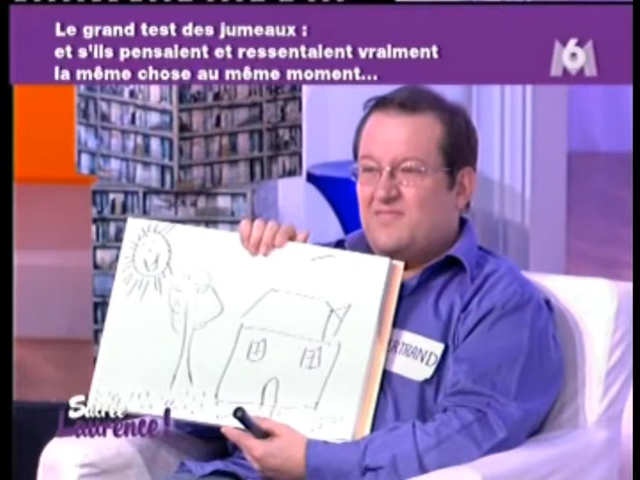 Le grand test des jumeaux :
et s'ils pensaient et ressentaient vraiment
la même chose au même moment...
M6
RTRAND
Suivre
Laurence !